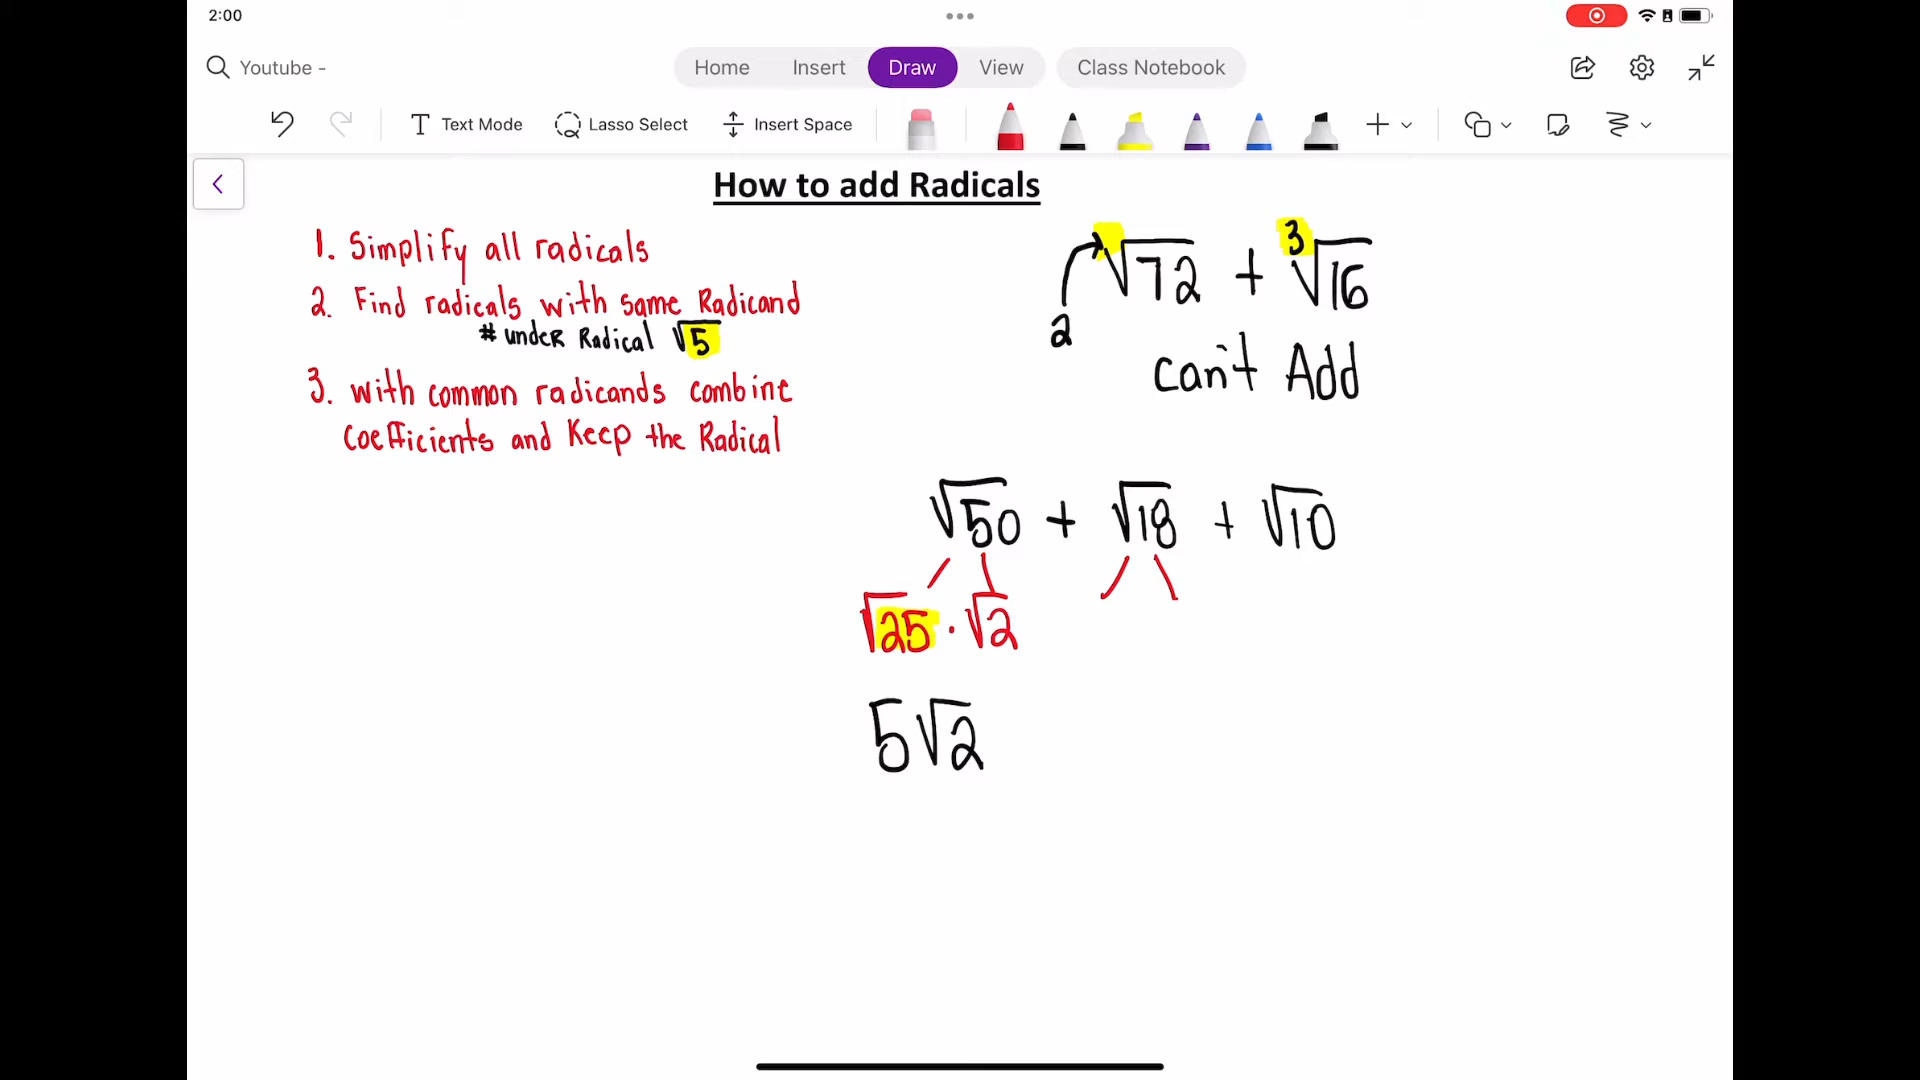 2:00
Youtube -
Home Insert Draw View Class Notebook
Text Mode Lasso Select Insert Space
How to add Radicals
1. Simplify all radicals
2. Find radicals with same Radicand
# under Radical √5
3. with common radicands combine
coefficients and Keep the Radical
√72 + ³√16
2
can't Add
√50 + √18 + √10
√25 · √2
5√2